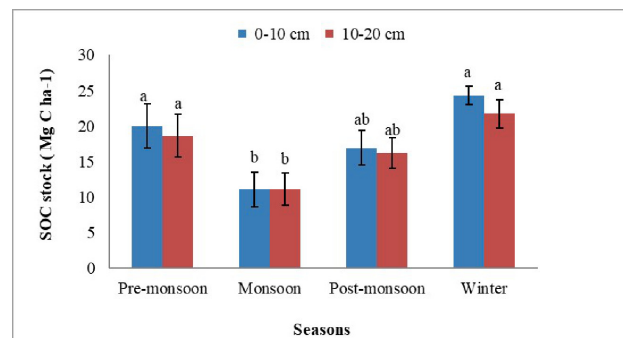 0-10 cm 10-20 cm
SOC stock ( Mg C ha-1)
30
25
20
15
10
5
0
a a b b ab ab a a
Pre-monsoon Monsoon Post-monsoon Winter
Seasons